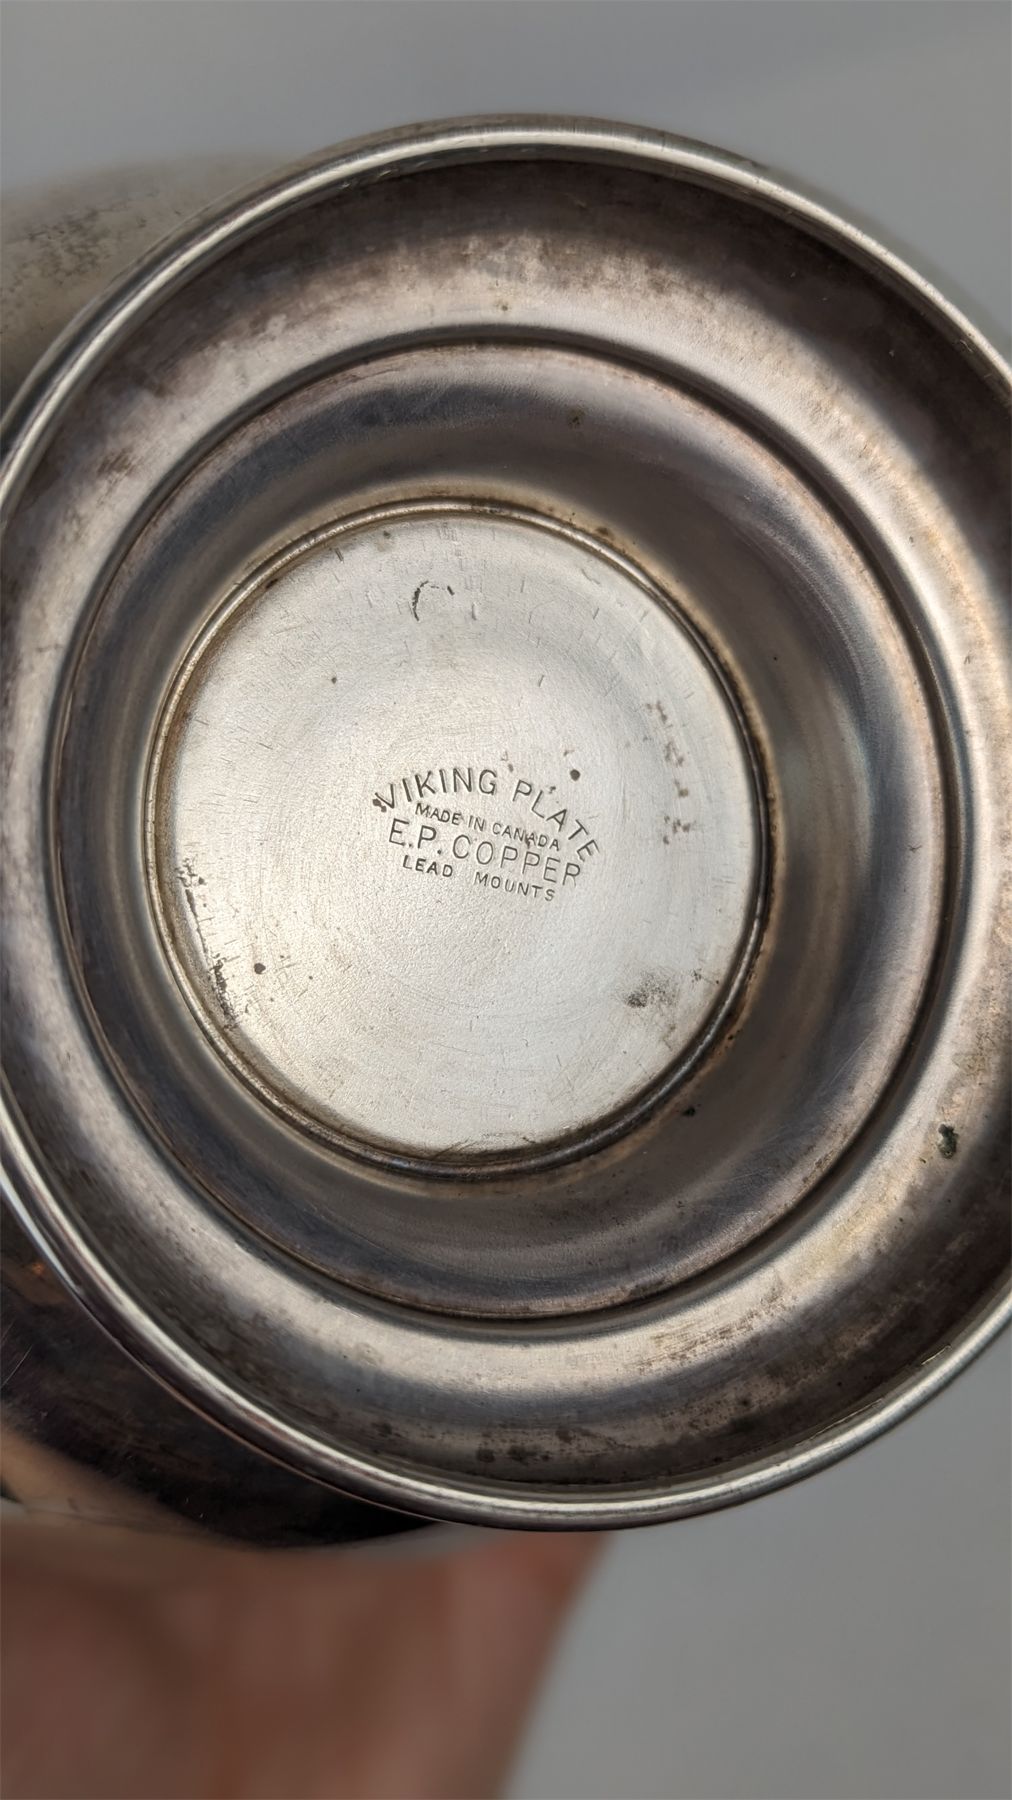 VIKING PLATE
MADE IN CANADA
E.P. COPPER
LEAD MOUNTS